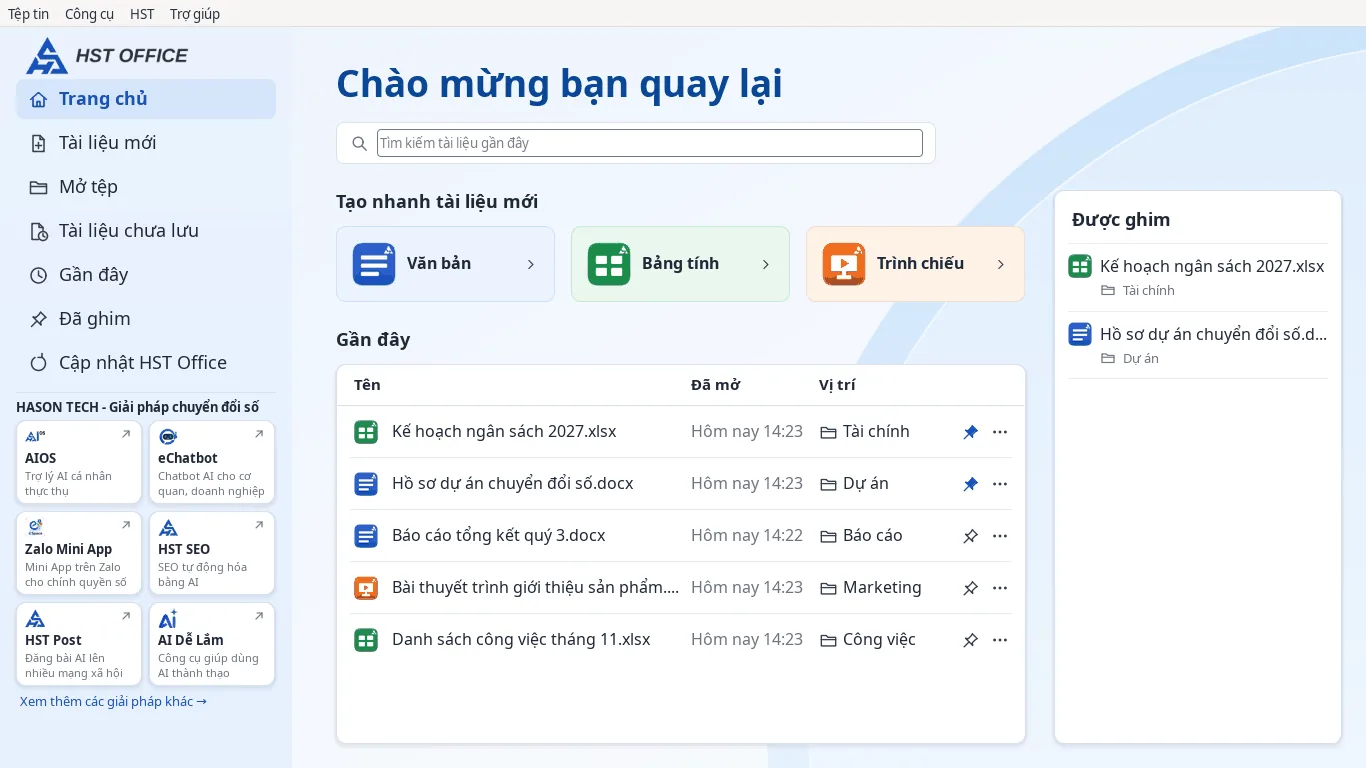 Tệp tin Công cụ HST Trợ giúp
HST OFFICE
Trang chủ
Tài liệu mới
Mở tệp
Tài liệu chưa lưu
Gần đây
Đã ghim
Cập nhật HST Office
HASON TECH - Giải pháp chuyển đổi số
AIOS
Trợ lý AI cá nhân
thực thụ
eChatbot
Chatbot AI cho cơ
quan, doanh nghiệp
Zalo Mini App
Mini App trên Zalo
cho chính quyền số
HST SEO
SEO tự động hóa
bằng AI
HST Post
Đăng bài AI lên
nhiều mạng xã hội
AI Dễ Lắm
Công cụ giúp dùng
AI thành thạo
Xem thêm các giải pháp khác →
Chào mừng bạn quay lại
Tìm kiếm tài liệu gần đây
Tạo nhanh tài liệu mới
Văn bản
Bảng tính
Trình chiếu
Gần đây
Tên Đã mở Vị trí
Kế hoạch ngân sách 2027.xlsx Hôm nay 14:23 Tài chính
Hồ sơ dự án chuyển đổi số.docx Hôm nay 14:23 Dự án
Báo cáo tổng kết quý 3.docx Hôm nay 14:22 Báo cáo
Bài thuyết trình giới thiệu sản phẩm.... Hôm nay 14:23 Marketing
Danh sách công việc tháng 11.xlsx Hôm nay 14:23 Công việc
Được ghim
Kế hoạch ngân sách 2027.xlsx
Tài chính
Hồ sơ dự án chuyển đổi số.d...
Dự án